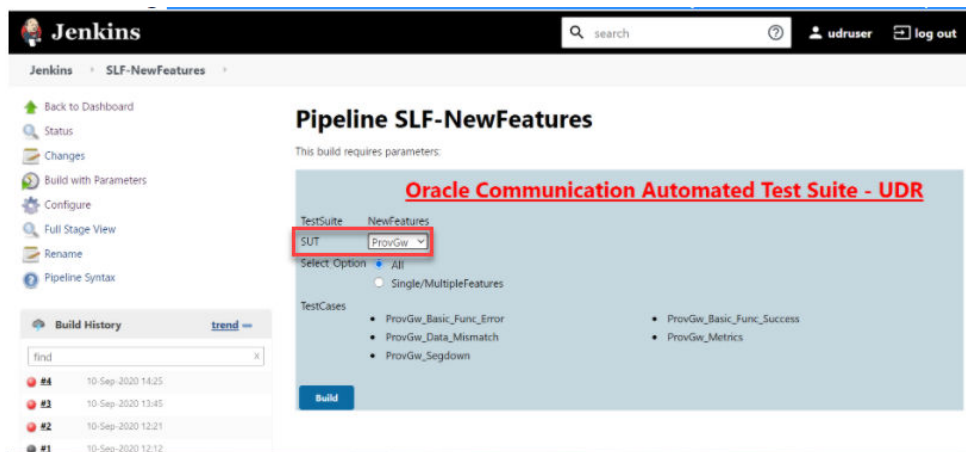 Jenkins
search
udruser
log out
Jenkins
SLF-NewFeatures
Back to Dashboard
Status
Changes
Build with Parameters
Configure
Full Stage View
Rename
Pipeline Syntax
Build History
trend
find
x
#4 10-Sep-2020 14:25
#3 10-Sep-2020 13:45
#2 10-Sep-2020 12:21
#1 10-Sep-2020 12:12
Pipeline SLF-NewFeatures
This build requires parameters:
Oracle Communication Automated Test Suite - UDR
TestSuite NewFeatures
SUT ProvGw
Select_Option All
Single/MultipleFeatures
TestCases
ProvGw_Basic_Func_Error
ProvGw_Data_Mismatch
ProvGw_Segdown
ProvGw_Basic_Func_Success
ProvGw_Metrics
Build